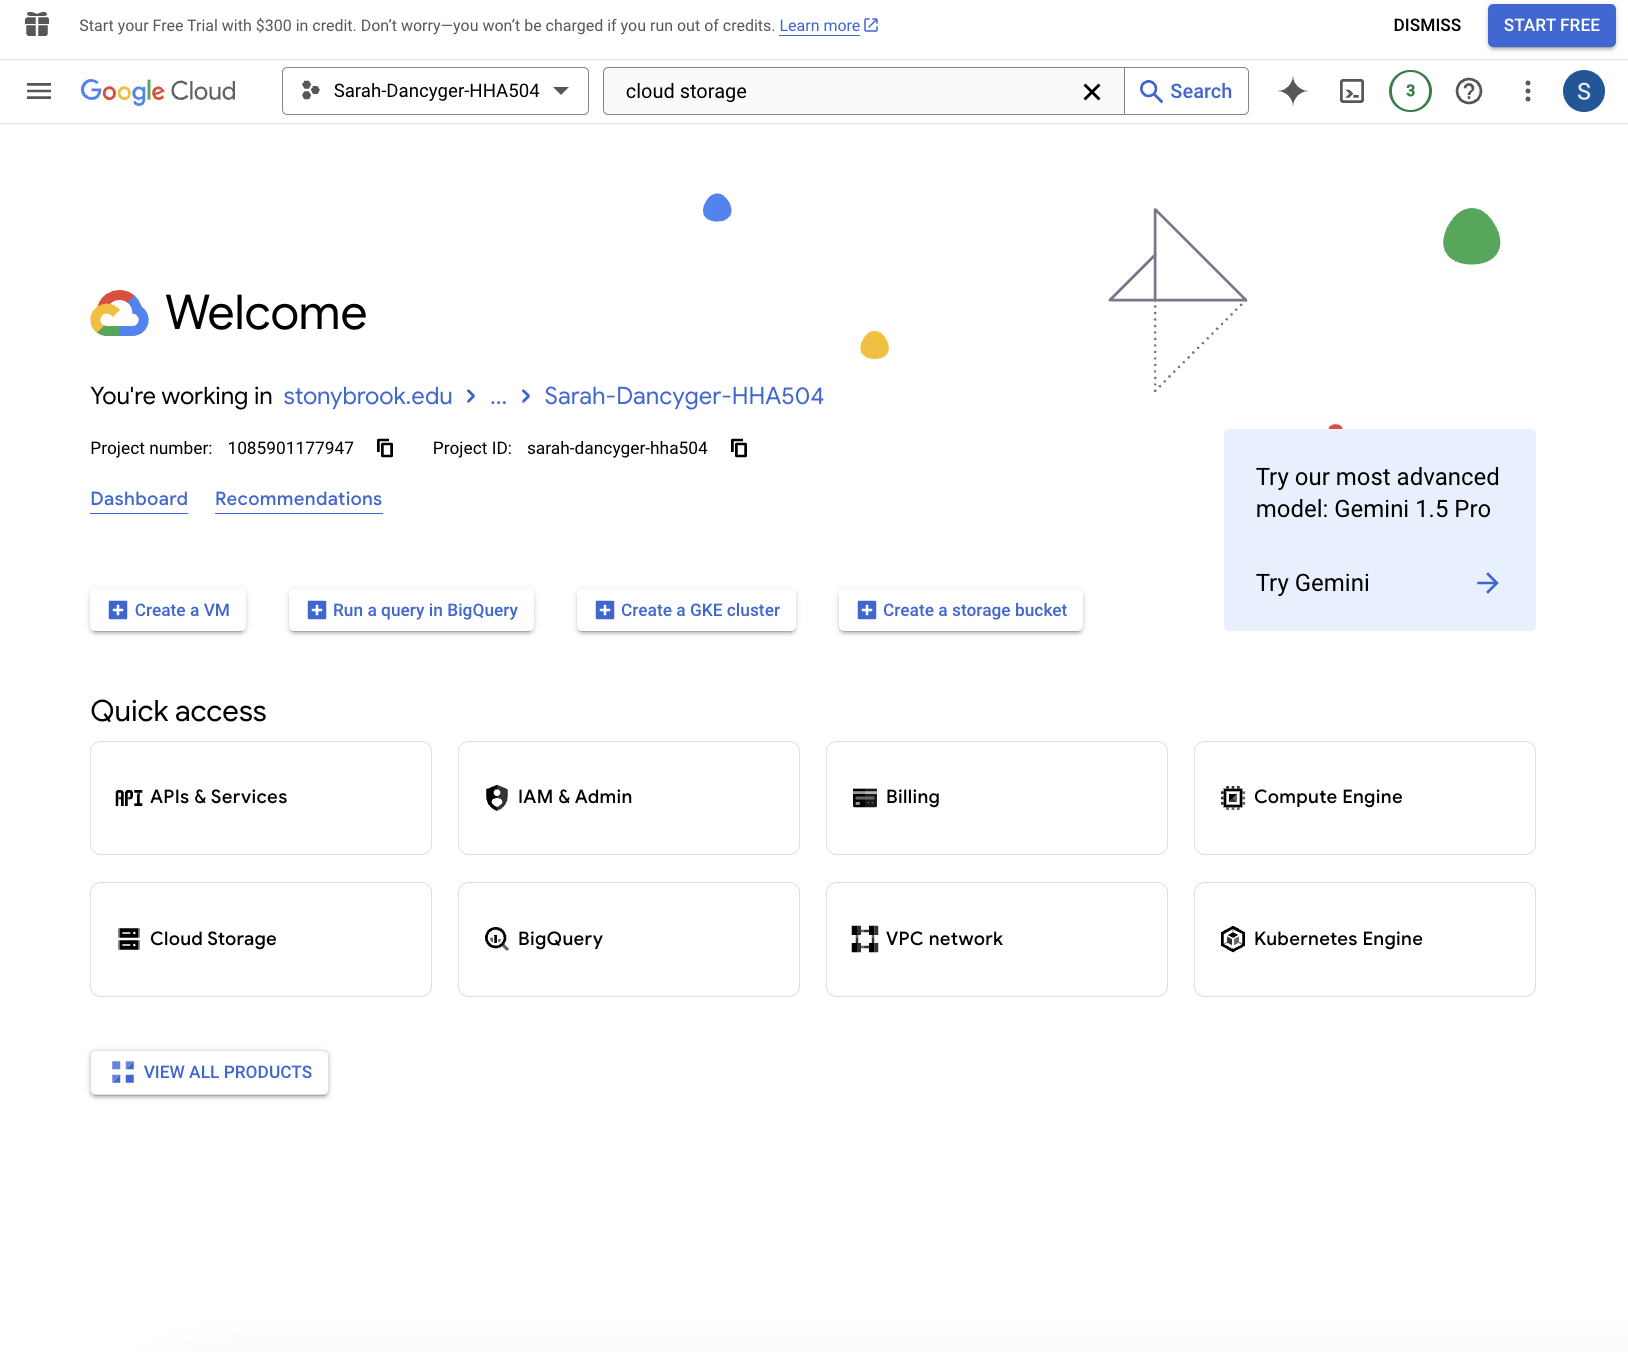 Start your Free Trial with $300 in credit. Don’t worry—you won’t be charged if you run out of credits. Learn more
DISMISS
START FREE
Google Cloud
Sarah-Dancyger-HHA504
cloud storage
Search
3
S
Welcome
You're working in stonybrook.edu > ... > Sarah-Dancyger-HHA504
Project number: 1085901177947 Project ID: sarah-dancyger-hha504
Dashboard Recommendations
Try our most advanced
model: Gemini 1.5 Pro
Try Gemini
Create a VM
Run a query in BigQuery
Create a GKE cluster
Create a storage bucket
Quick access
API APIs & Services
IAM & Admin
Billing
Compute Engine
Cloud Storage
BigQuery
VPC network
Kubernetes Engine
VIEW ALL PRODUCTS